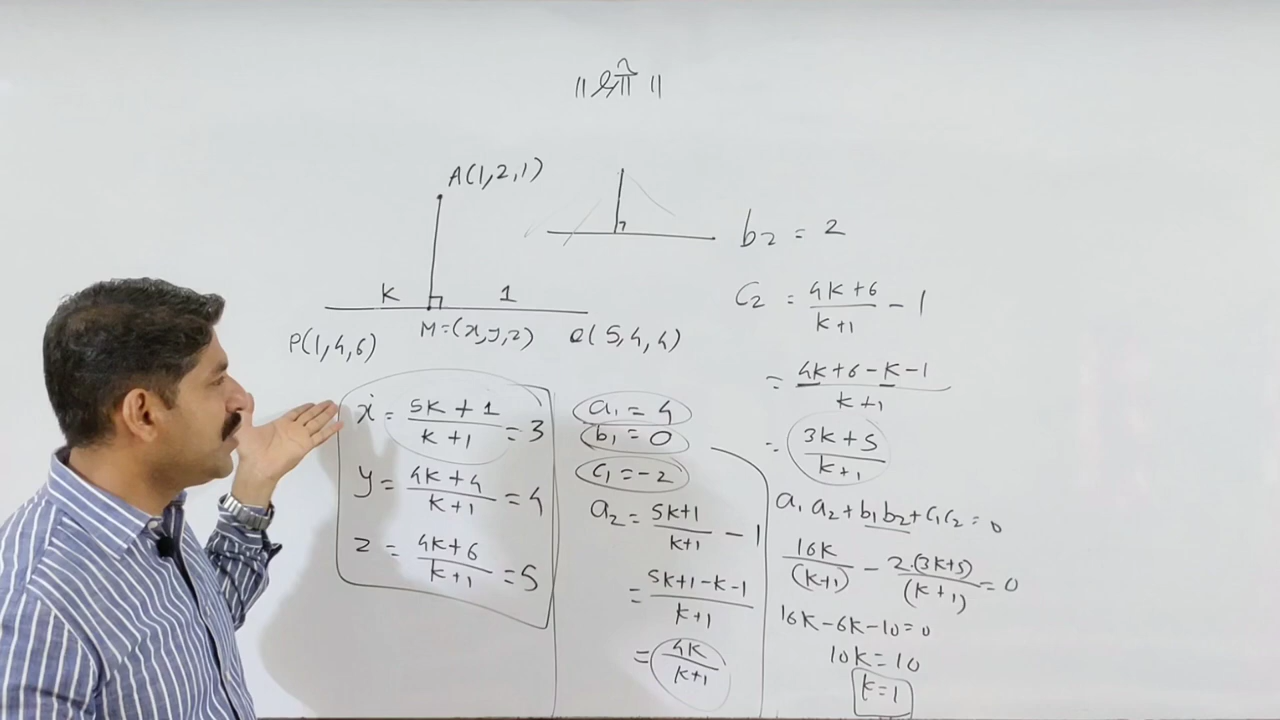 ॥ श्री ॥
A(1,2,1)
K 1
P(1,4,6) M=(x,y,z) Q(5,4,4)
x = (5k+1)/(k+1) = 3
y = (4k+4)/(k+1) = 4
z = (4k+6)/(k+1) = 5
a₁ = 4
b₁ = 0
c₁ = -2
a₂ = (5k+1)/(k+1) - 1
= (5k+1-k-1)/(k+1)
= 4k/(k+1)
b₂ = 2
c₂ = (4k+6)/(k+1) - 1
= (4k+6-k-1)/(k+1)
= (3k+5)/(k+1)
a₁a₂+b₁b₂+c₁c₂=0
16k/(k+1) - 2.(3k+5)/(k+1) = 0
16k-6k-10=0
10k=10
k=1